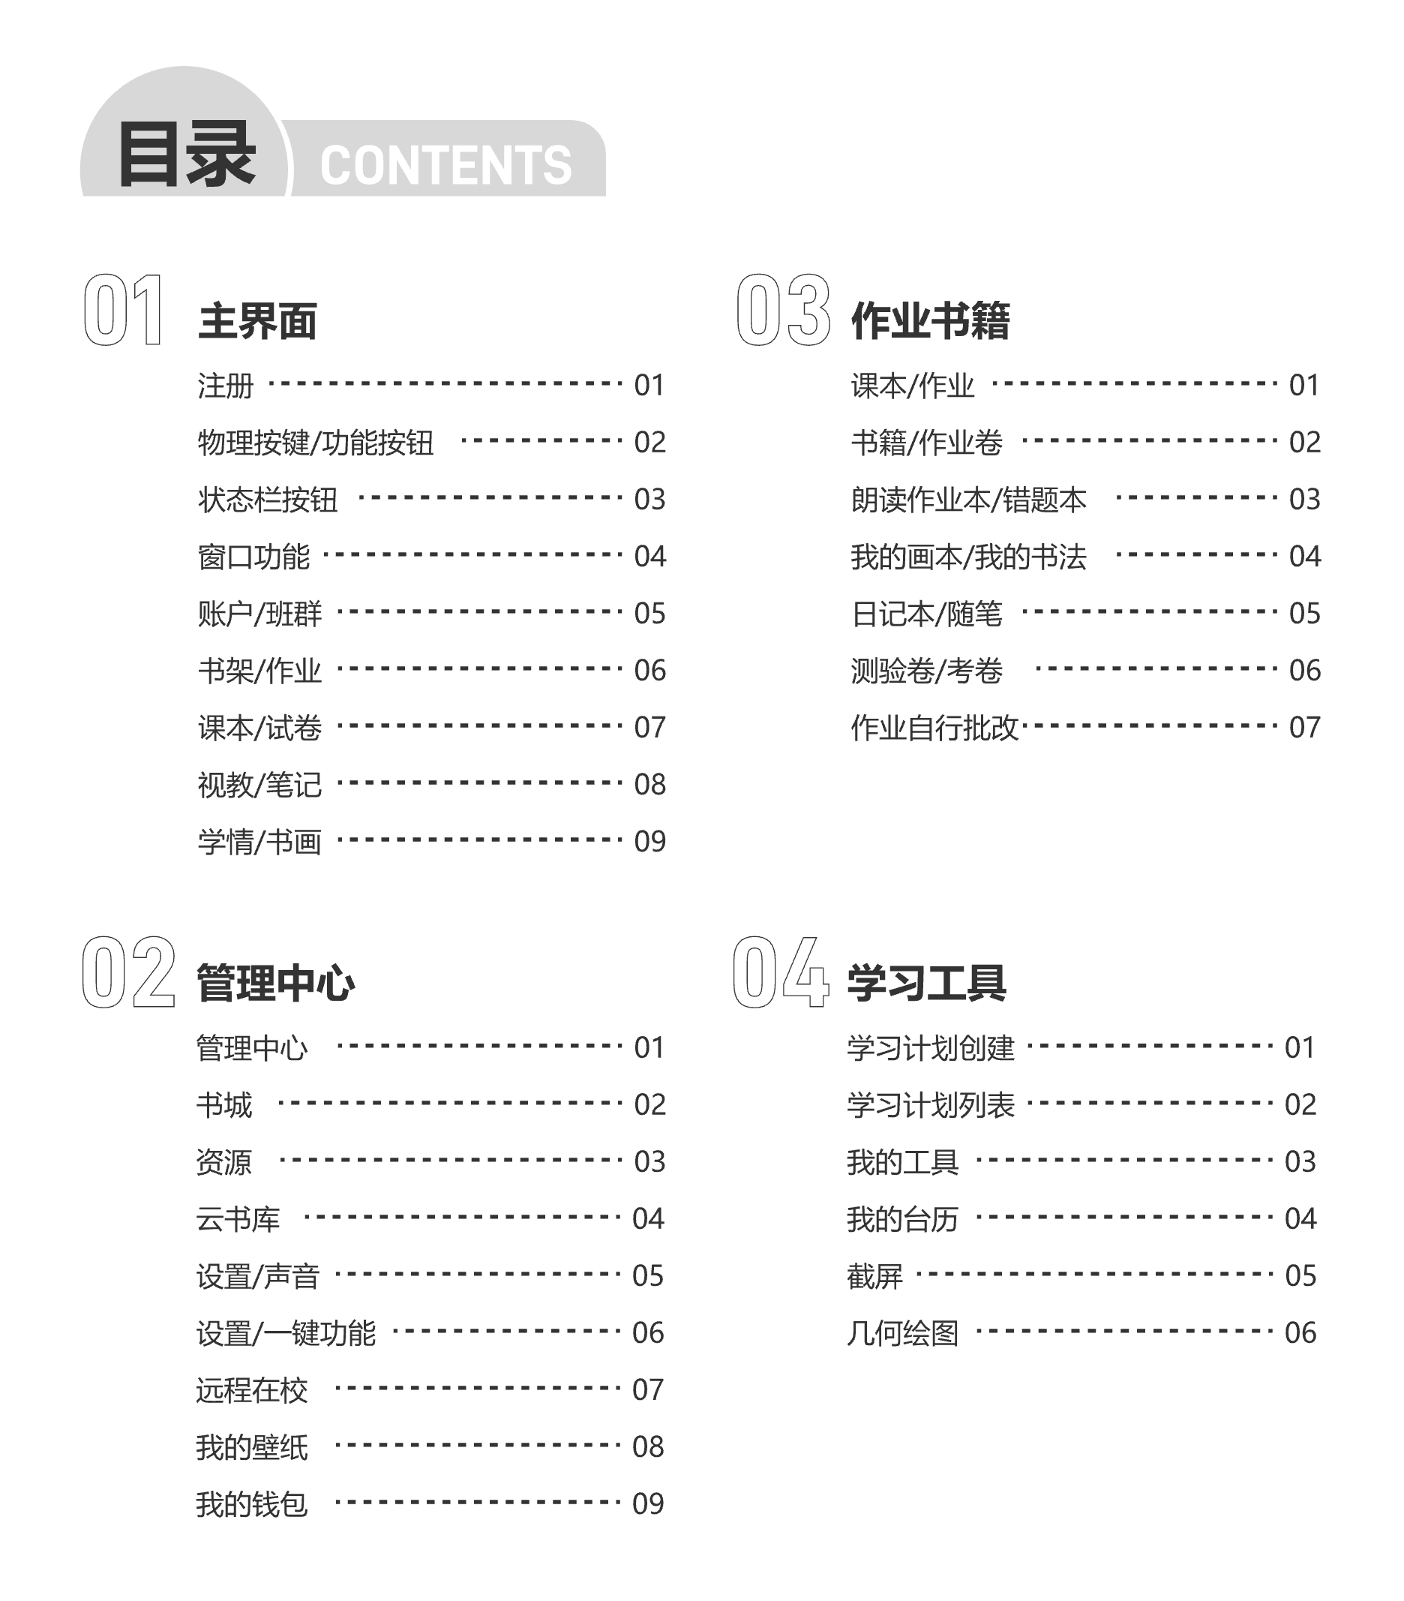 目录 CONTENTS
01 主界面
注册 01
物理按键/功能按钮 02
状态栏按钮 03
窗口功能 04
账户/班群 05
书架/作业 06
课本/试卷 07
视教/笔记 08
学情/书画 09
02 管理中心
管理中心 01
书城 02
资源 03
云书库 04
设置/声音 05
设置/一键功能 06
远程在校 07
我的壁纸 08
我的钱包 09
03 作业书籍
课本/作业 01
书籍/作业卷 02
朗读作业本/错题本 03
我的画本/我的书法 04
日记本/随笔 05
测验卷/考卷 06
作业自行批改 07
04 学习工具
学习计划创建 01
学习计划列表 02
我的工具 03
我的台历 04
截屏 05
几何绘图 06